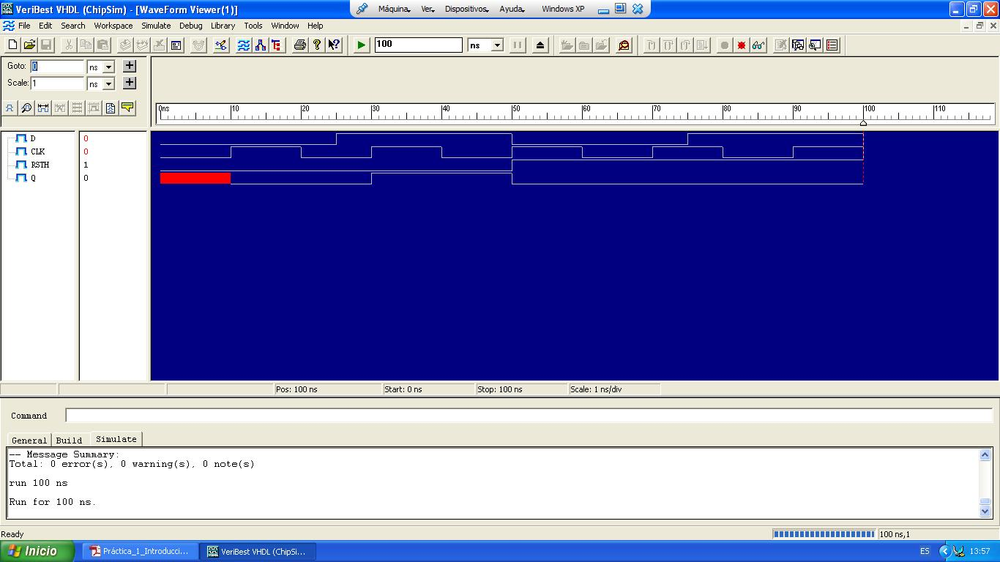 VeriBest VHDL (ChipSim) - [WaveForm Viewer(1)]
Máquina Ver Dispositivos Ayuda Windows XP
File Edit Search Workspace Simulate Debug Library Tools Window Help
100 ns
Goto: 0 ns
Scale: 1 ns
0ns 10 20 30 40 50 60 70 80 90 100 110
D 0
CLK 0
RSTH 1
Q 0
Pos: 100 ns Start: 0 ns Stop: 100 ns Scale: 1 ns/div
Command
General Build Simulate
-- Message Summary:
Total: 0 error(s), 0 warning(s), 0 note(s)
run 100 ns
Run for 100 ns.
Ready 100 ns,1
Inicio Práctica_1_Introducci... VeriBest VHDL (ChipSi... ES 13:57